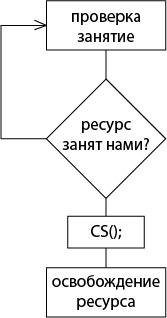 проверка
занятие
ресурс
занят нами?
CS();
освобождение
ресурса